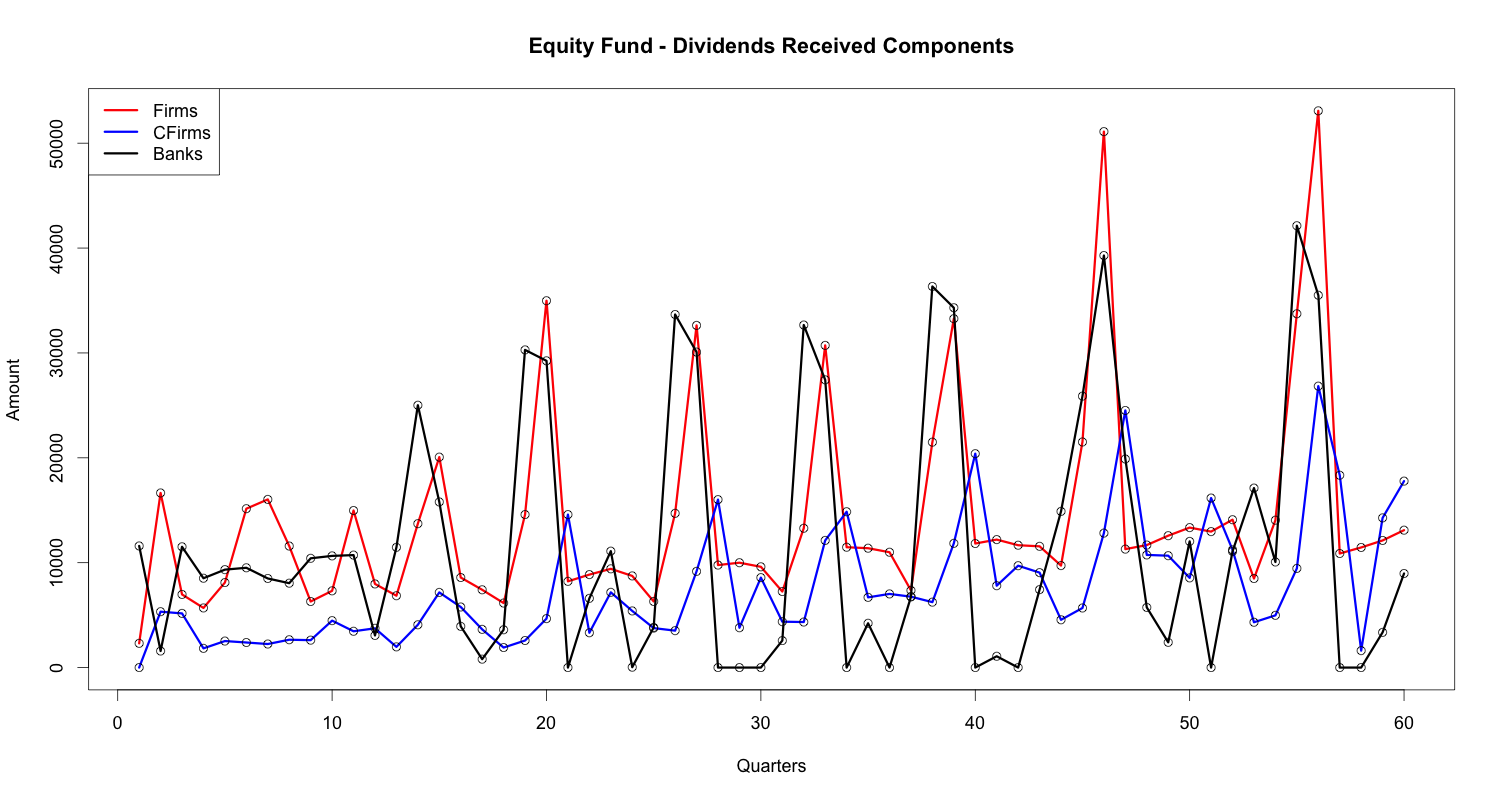 Equity Fund - Dividends Received Components
Firms
CFirms
Banks
Amount
50000
40000
30000
20000
10000
0
0 10 20 30 40 50 60
Quarters